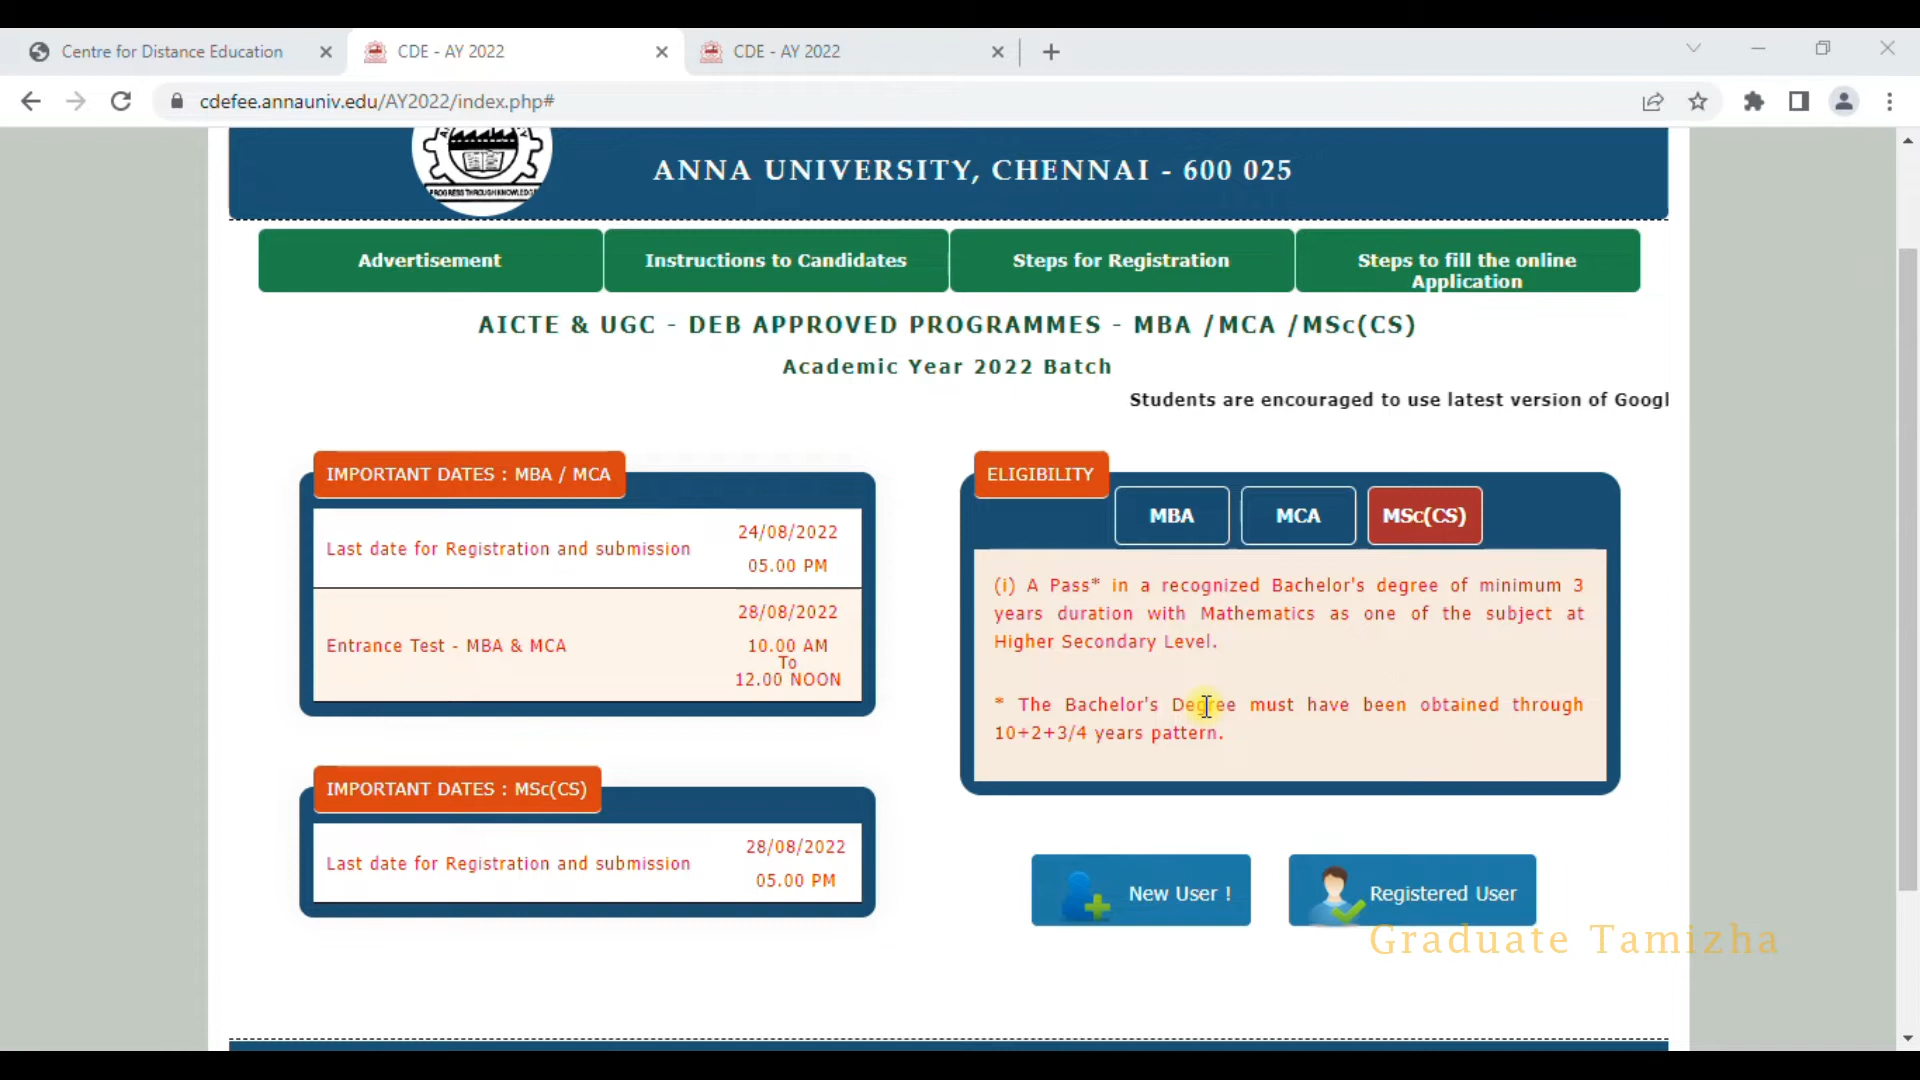 Centre for Distance Education
CDE - AY 2022
CDE - AY 2022
cdefee.annauniv.edu/AY2022/index.php#
PROGRESS THROUGH KNOWLEDGE
ANNA UNIVERSITY, CHENNAI - 600 025
Advertisement
Instructions to Candidates
Steps for Registration
Steps to fill the online
Application
AICTE & UGC - DEB APPROVED PROGRAMMES - MBA /MCA /MSc(CS)
Academic Year 2022 Batch
Students are encouraged to use latest version of Googl
IMPORTANT DATES : MBA / MCA
Last date for Registration and submission
24/08/2022
05.00 PM
Entrance Test - MBA & MCA
28/08/2022
10.00 AM
To
12.00 NOON
IMPORTANT DATES : MSc(CS)
Last date for Registration and submission
28/08/2022
05.00 PM
ELIGIBILITY
MBA
MCA
MSc(CS)
(i) A Pass* in a recognized Bachelor's degree of minimum 3
years duration with Mathematics as one of the subject at
Higher Secondary Level.
* The Bachelor's Degree must have been obtained through
10+2+3/4 years pattern.
New User !
Registered User
Graduate Tamizha